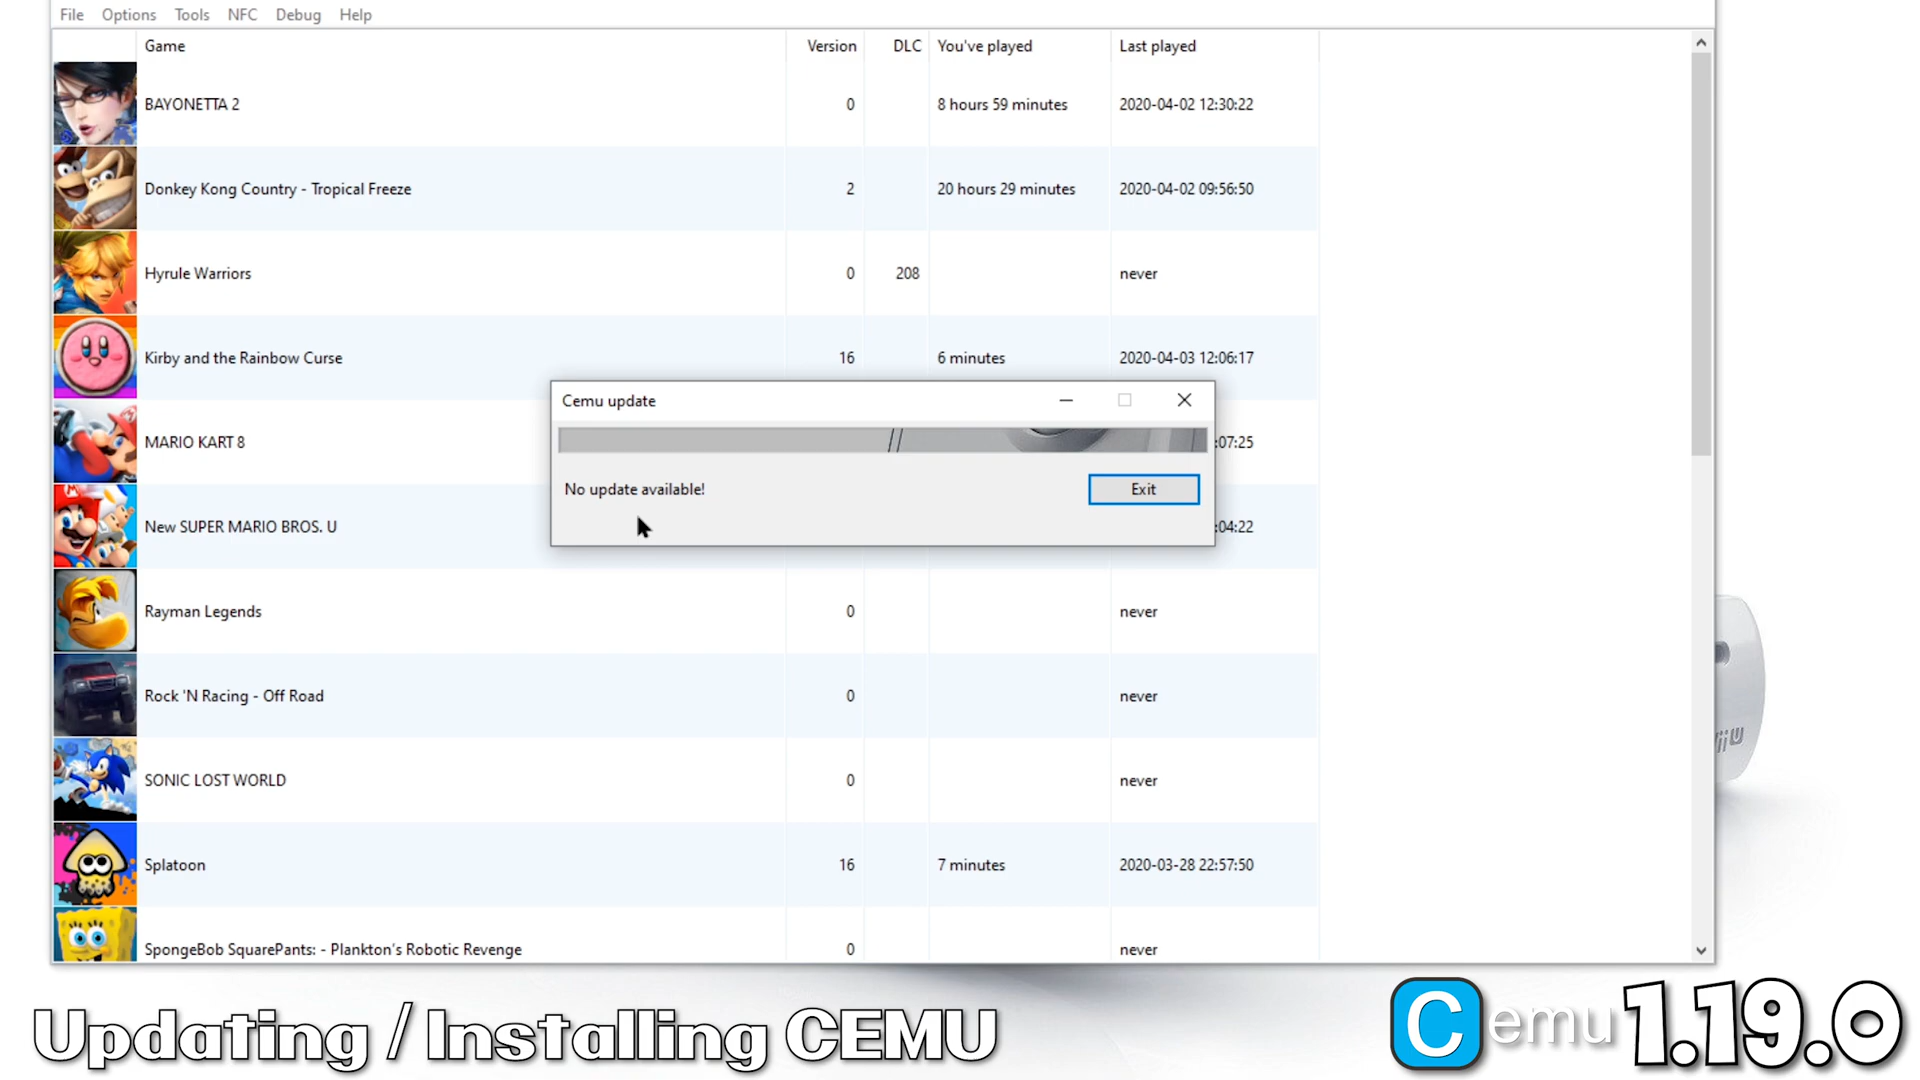 File Options Tools NFC Debug Help
Game Version DLC You've played Last played
BAYONETTA 2 0 8 hours 59 minutes 2020-04-02 12:30:22
Donkey Kong Country - Tropical Freeze 2 20 hours 29 minutes 2020-04-02 09:56:50
Hyrule Warriors 0 208 never
Kirby and the Rainbow Curse 16 6 minutes 2020-04-03 12:06:17
Cemu update
MARIO KART 8 :07:25
No update available! Exit
New SUPER MARIO BROS. U :04:22
Rayman Legends 0 never
Rock 'N Racing - Off Road 0 never
SONIC LOST WORLD 0 never
Splatoon 16 7 minutes 2020-03-28 22:57:50
SpongeBob SquarePants: - Plankton's Robotic Revenge 0 never
Updating / Installing CEMU
Cemu 1.19.0